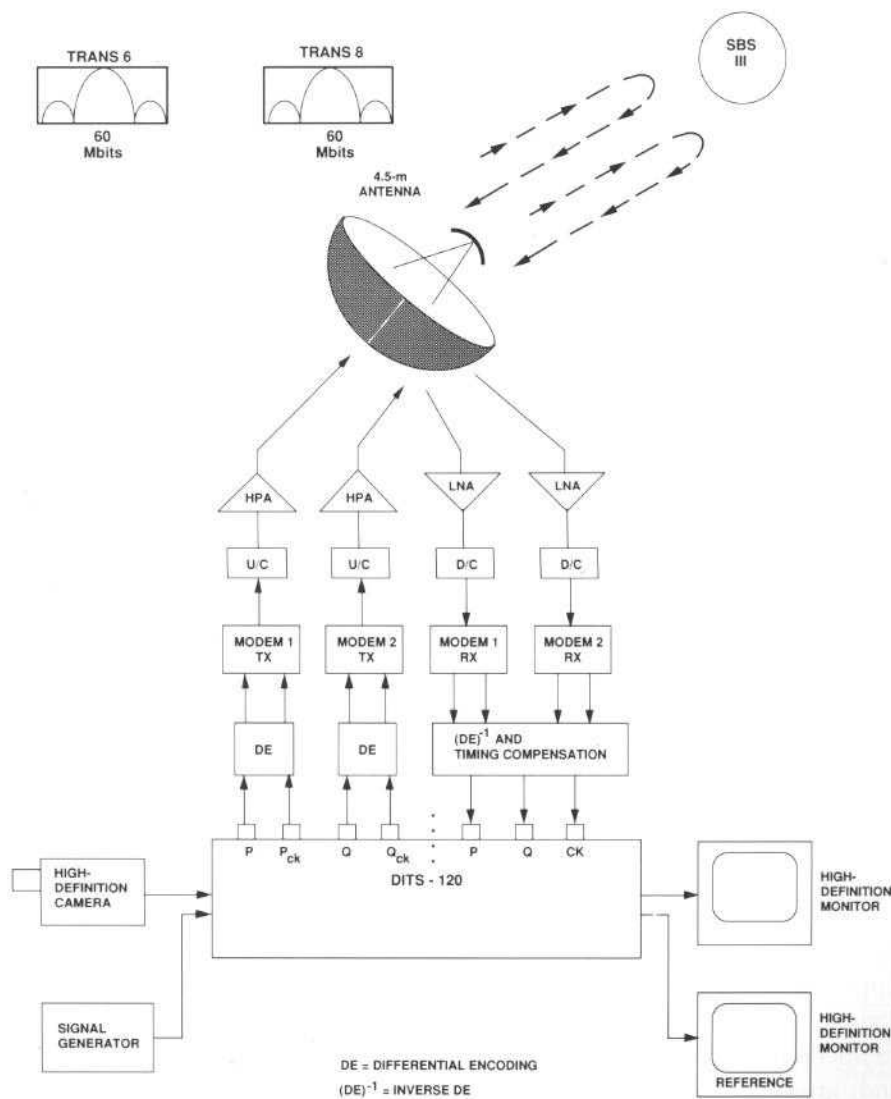 TRANS 6
TRANS 8
SBS
III
60
Mbits
60
Mbits
4.5-m
ANTENNA
HPA
HPA
LNA
LNA
U/C
U/C
D/C
D/C
MODEM 1
TX
MODEM 2
TX
MODEM 1
RX
MODEM 2
RX
DE
DE
(DE)-1 AND
TIMING COMPENSATION
P
Pck
Q
Qck
P
Q
CK
DITS - 120
HIGH-
DEFINITION
CAMERA
HIGH-
DEFINITION
MONITOR
SIGNAL
GENERATOR
HIGH-
DEFINITION
MONITOR
REFERENCE
DE = DIFFERENTIAL ENCODING
(DE)-1 = INVERSE DE